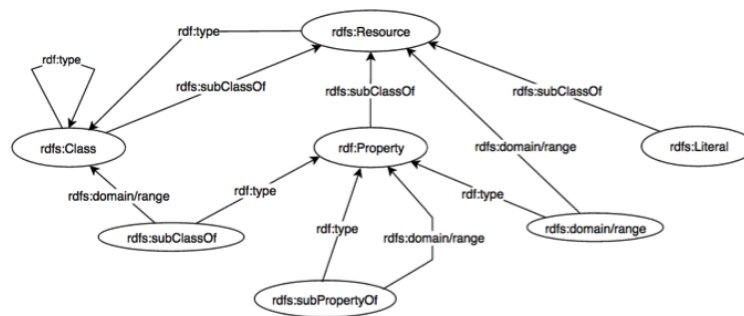 rdfs:Resource
rdf:type
rdf:type
rdfs:subClassOf
rdfs:subClassOf
rdfs:subClassOf
rdfs:Class
rdf:Property
rdfs:Literal
rdfs:domain/range
rdfs:domain/range
rdf:type
rdf:type
rdfs:subClassOf
rdf:type
rdfs:domain/range
rdfs:domain/range
rdfs:subPropertyOf